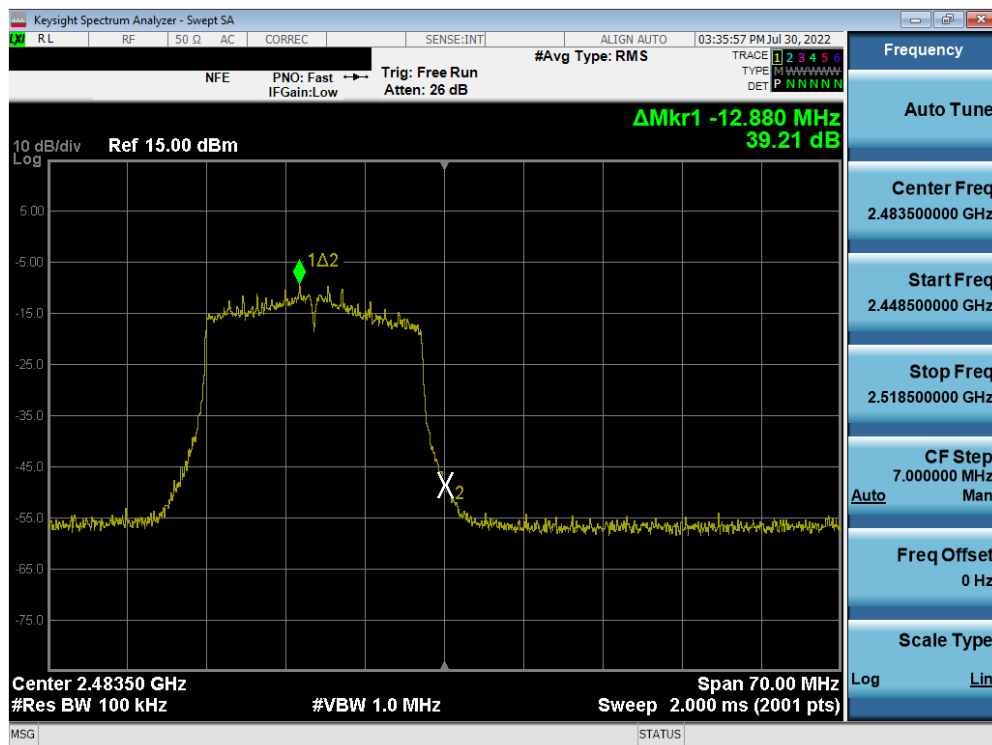 Keysight Spectrum Analyzer - Swept SA
LXI RL RF 50 Ω AC CORREC SENSE:INT ALIGN AUTO 03:35:57 PM Jul 30, 2022
#Avg Type: RMS
TRACE 1 2 3 4 5 6
TYPE M WWWWW
DET P N N N N N
NFE PNO: Fast Trig: Free Run
IFGain:Low Atten: 26 dB
ΔMkr1 -12.880 MHz
39.21 dB
10 dB/div Ref 15.00 dBm
Log
5.00
-5.00
1Δ2
-15.0
-25.0
-35.0
-45.0
2
-55.0
-65.0
-75.0
Center 2.48350 GHz Span 70.00 MHz
#Res BW 100 kHz #VBW 1.0 MHz Sweep 2.000 ms (2001 pts)
MSG STATUS
Frequency
Auto Tune
Center Freq
2.483500000 GHz
Start Freq
2.448500000 GHz
Stop Freq
2.518500000 GHz
CF Step
7.000000 MHz
Auto Man
Freq Offset
0 Hz
Scale Type
Log Lin